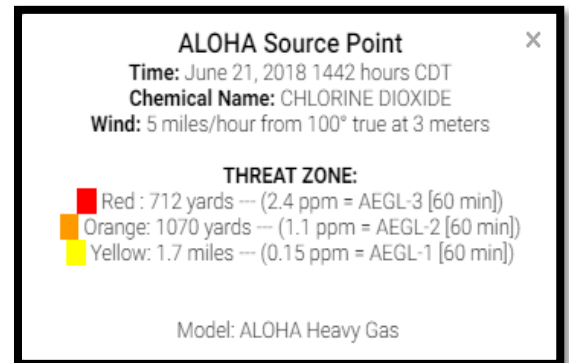 ALOHA Source Point
Time: June 21, 2018 1442 hours CDT
Chemical Name: CHLORINE DIOXIDE
Wind: 5 miles/hour from 100° true at 3 meters
THREAT ZONE:
Red : 712 yards --- (2.4 ppm = AEGL-3 [60 min])
Orange: 1070 yards --- (1.1 ppm = AEGL-2 [60 min])
Yellow: 1.7 miles --- (0.15 ppm = AEGL-1 [60 min])
Model: ALOHA Heavy Gas